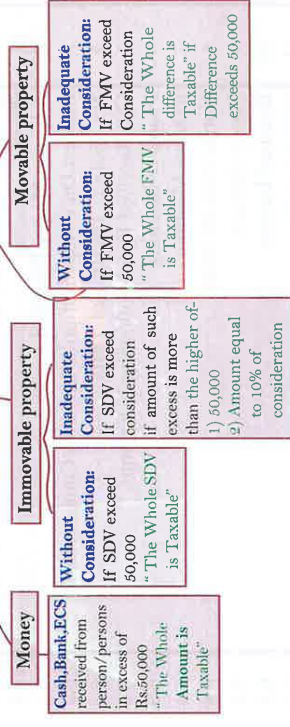 Money
Cash,Bank,ECS
received from
person/persons
in excess of
Rs.50,000
“ The Whole
Amount is
Taxable”
Immovable property
Without
Consideration:
If SDV exceed
50,000
“ The Whole SDV
is Taxable”
Inadequate
Consideration:
If SDV exceed
consideration
if amount of such
excess is more
than the higher of-
1) 50,000
2) Amount equal
to 10% of
consideration
Movable property
Without
Consideration:
If FMV exceed
50,000
“ The Whole FMV
is Taxable”
Inadequate
Consideration:
If FMV exceed
Consideration
“ The Whole
difference is
Taxable” if
Difference
exceeds 50,000